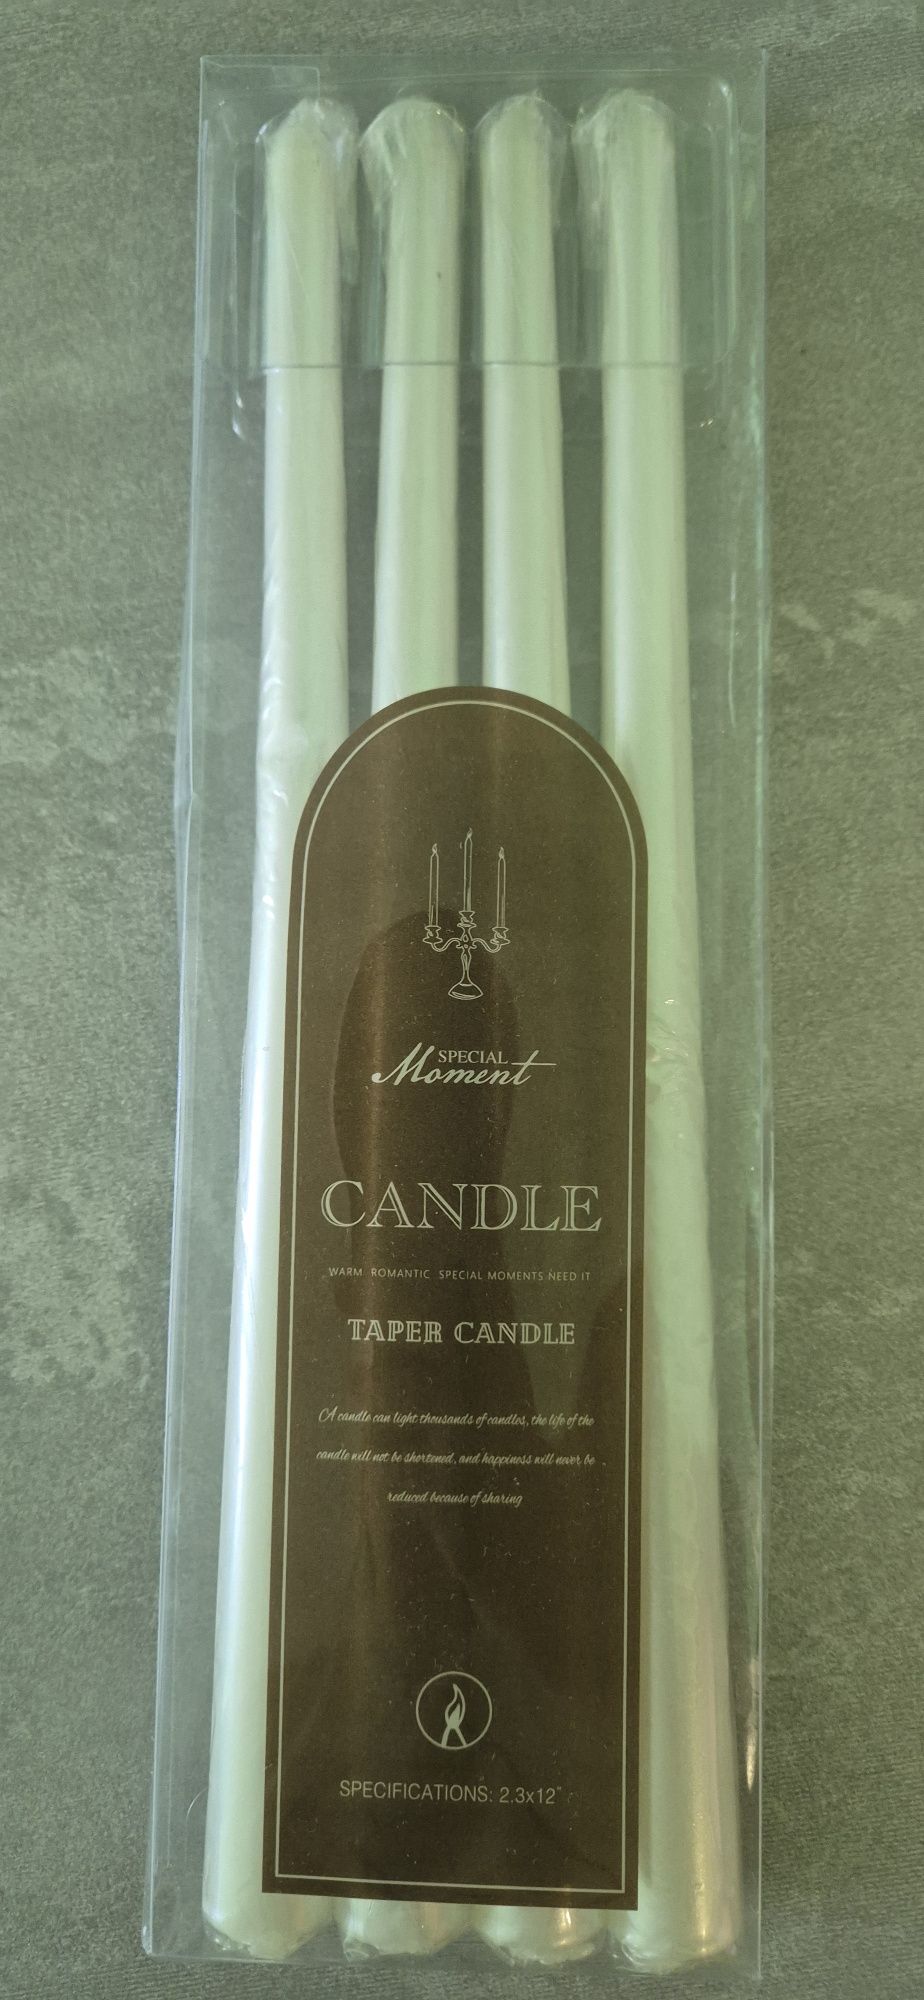 SPECIAL
Moment
CANDLE
WARM ROMANTIC SPECIAL MOMENTS NEED IT
TAPER CANDLE
A candle can light thousands of candles, the life of the
candle will not be shortened, and happiness will never be
reduced because of sharing
SPECIFICATIONS: 2.3x12"